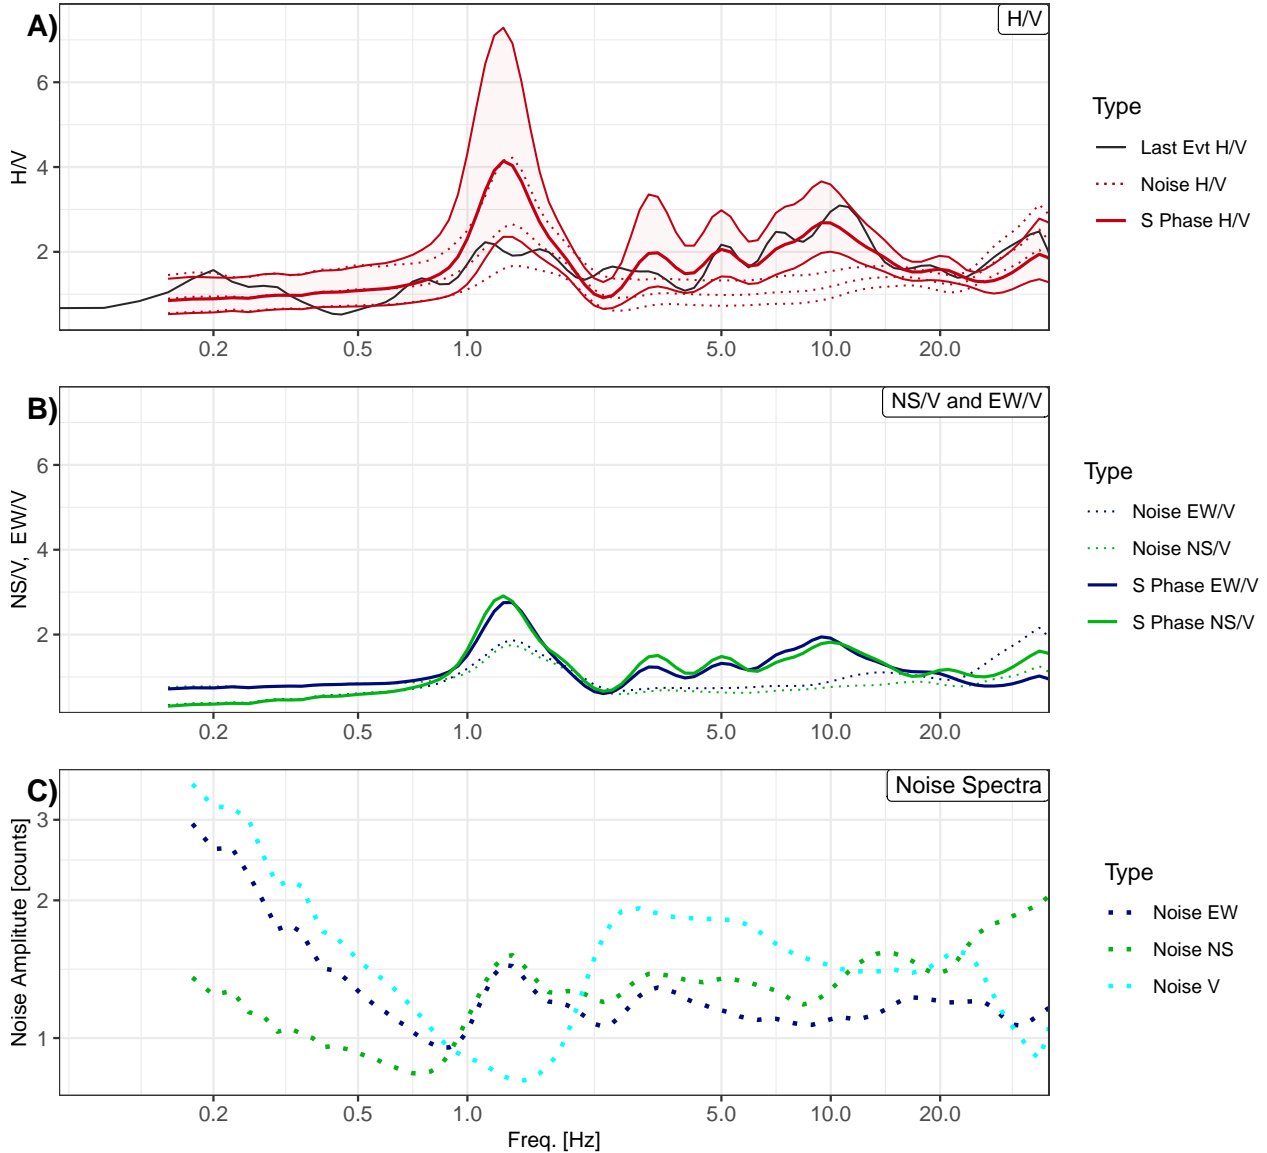 A)
H/V
6
4
2
H/V
0.2 0.5 1.0 5.0 10.0 20.0
Type
Last Evt H/V
Noise H/V
S Phase H/V
B)
NS/V and EW/V
6
4
2
NS/V, EW/V
0.2 0.5 1.0 5.0 10.0 20.0
Type
Noise EW/V
Noise NS/V
S Phase EW/V
S Phase NS/V
C)
Noise Spectra
3
2
1
Noise Amplitute [counts]
0.2 0.5 1.0 5.0 10.0 20.0
Freq. [Hz]
Type
Noise EW
Noise NS
Noise V